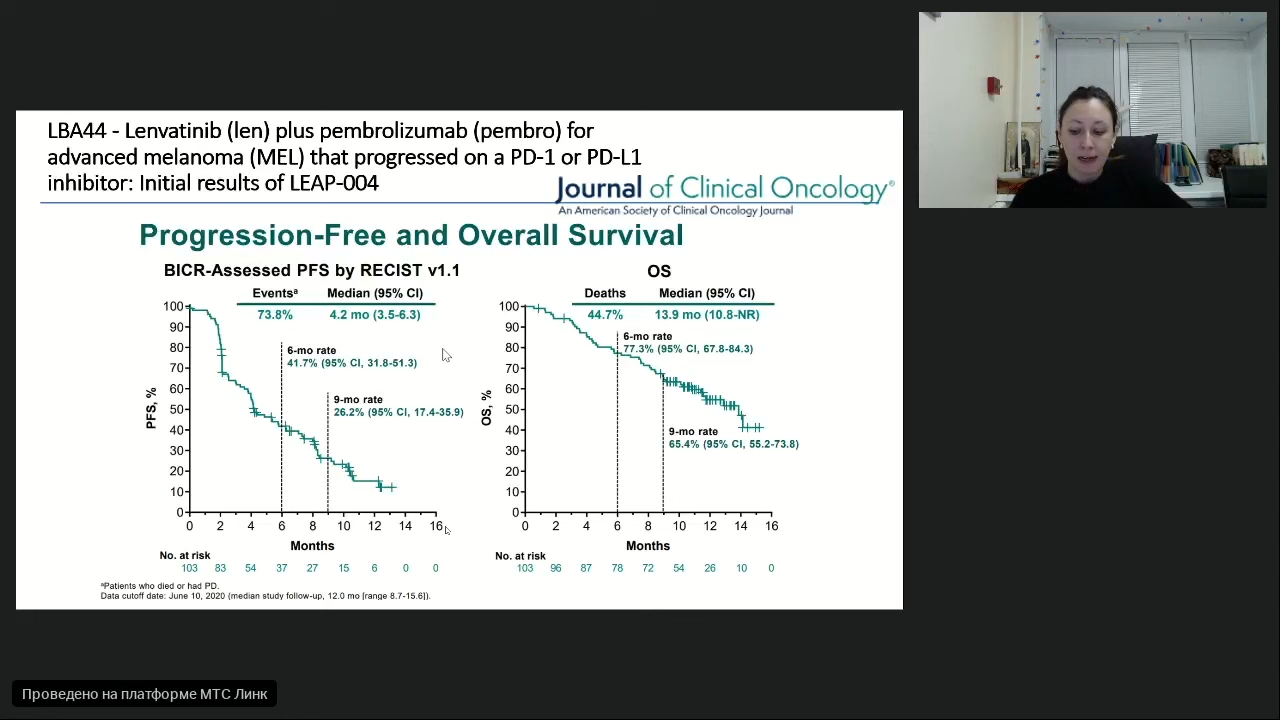 LBA44 - Lenvatinib (len) plus pembrolizumab (pembro) for
advanced melanoma (MEL) that progressed on a PD-1 or PD-L1
inhibitor: Initial results of LEAP-004
Journal of Clinical Oncology®
An American Society of Clinical Oncology Journal
Progression-Free and Overall Survival
BICR-Assessed PFS by RECIST v1.1
Eventsᵃ Median (95% CI)
73.8% 4.2 mo (3.5-6.3)
6-mo rate
41.7% (95% CI, 31.8-51.3)
9-mo rate
26.2% (95% CI, 17.4-35.9)
PFS, %
100
90
80
70
60
50
40
30
20
10
0
0 2 4 6 8 10 12 14 16
Months
No. at risk
103 83 54 37 27 15 6 0 0
OS
Deaths Median (95% CI)
44.7% 13.9 mo (10.8-NR)
6-mo rate
77.3% (95% CI, 67.8-84.3)
9-mo rate
65.4% (95% CI, 55.2-73.8)
OS, %
100
90
80
70
60
50
40
30
20
10
0
0 2 4 6 8 10 12 14 16
Months
No. at risk
103 96 87 78 72 54 26 10 0
ᵃPatients who died or had PD.
Data cutoff date: June 10, 2020 (median study follow-up, 12.0 mo [range 8.7-15.6]).
Проведено на платформе МТС Линк